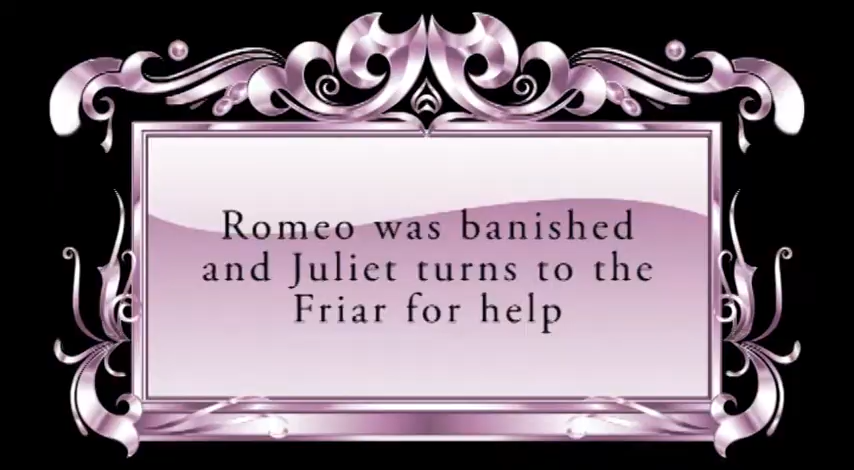 Romeo was banished
and Juliet turns to the
Friar for help